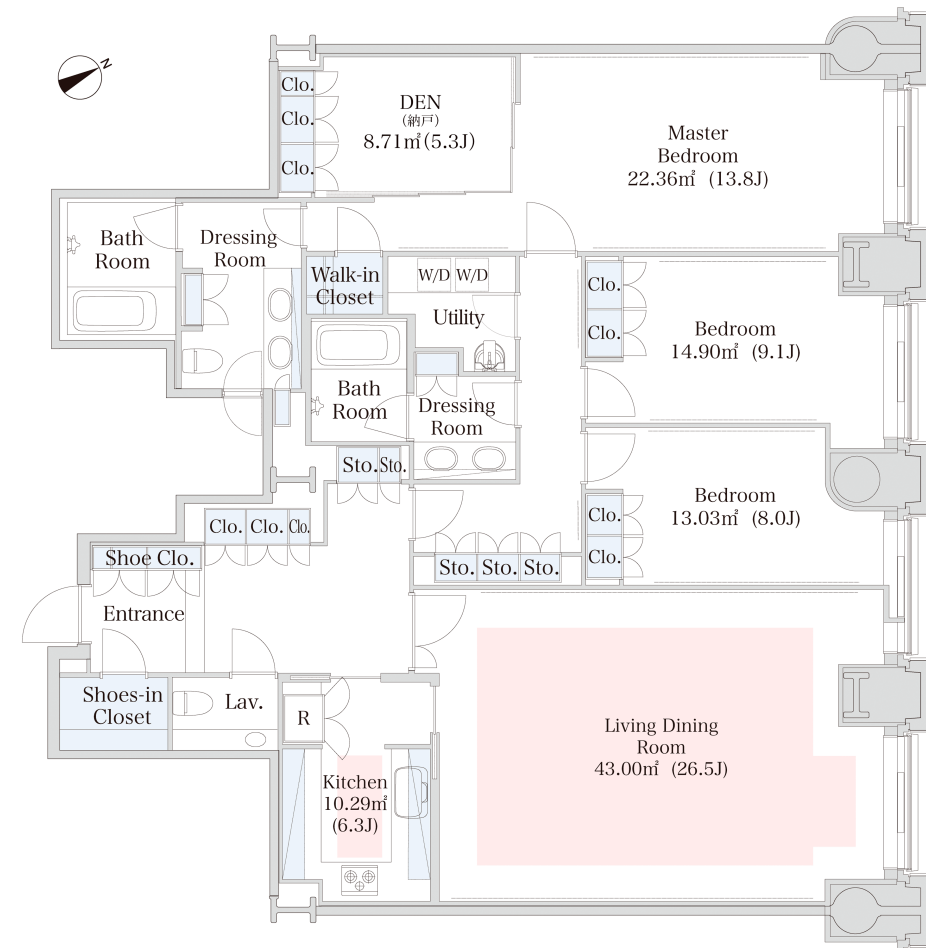 N
Clo.
Clo.
Clo.
DEN
(納戸)
8.71㎡(5.3J)
Master
Bedroom
22.36㎡ (13.8J)
Bath
Room
Dressing
Room
Walk-in
Closet
W/D
W/D
Utility
Clo.
Clo.
Bedroom
14.90㎡ (9.1J)
Bath
Room
Dressing
Room
Sto.
Sto.
Clo.
Clo.
Clo.
Bedroom
13.03㎡ (8.0J)
Clo.
Clo.
Shoe Clo.
Sto.
Sto.
Sto.
Entrance
Shoes-in
Closet
Lav.
R
Living Dining
Room
43.00㎡ (26.5J)
Kitchen
10.29㎡
(6.3J)